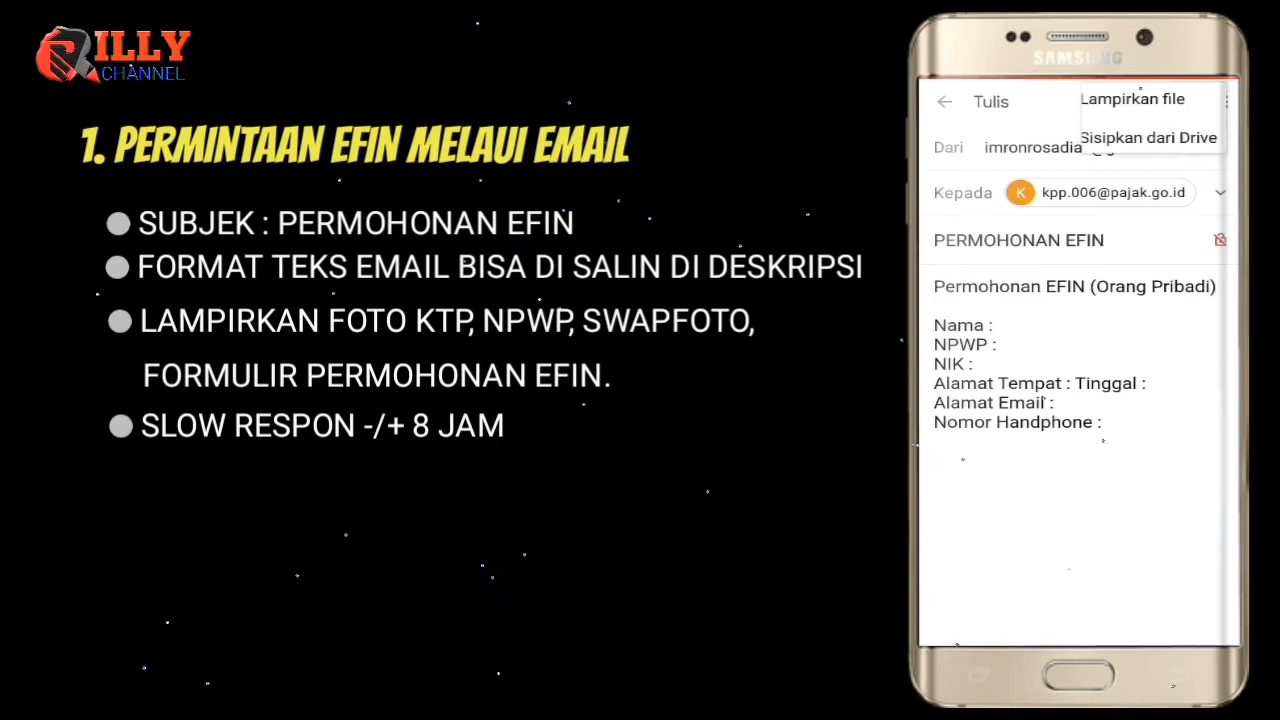 RILLY
CHANNEL
1. PERMINTAAN EFIN MELAUI EMAIL
SUBJEK : PERMOHONAN EFIN
FORMAT TEKS EMAIL BISA DI SALIN DI DESKRIPSI
LAMPIRKAN FOTO KTP, NPWP, SWAPFOTO,
FORMULIR PERMOHONAN EFIN.
SLOW RESPON -/+ 8 JAM
SAMSUNG
Tulis
Lampirkan file
Sisipkan dari Drive
Dari imronrosadia
Kepada K kpp.006@pajak.go.id
PERMOHONAN EFIN
Permohonan EFIN (Orang Pribadi)
Nama :
NPWP :
NIK :
Alamat Tempat : Tinggal :
Alamat Email :
Nomor Handphone :